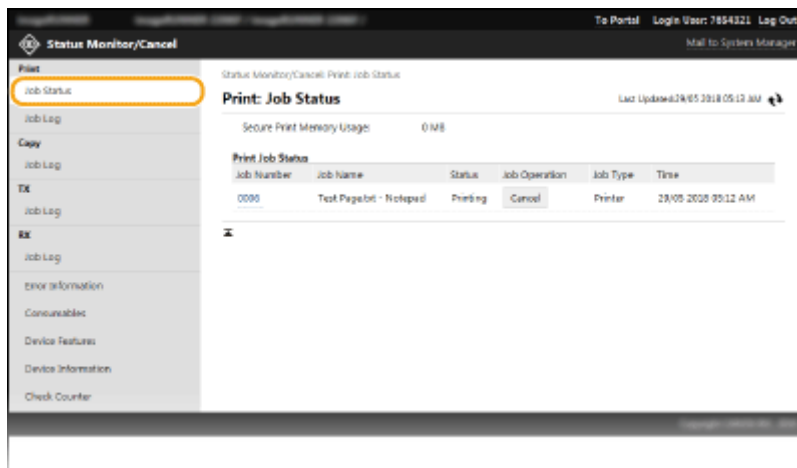 To Portal Login User: 7654321 Log Out
Status Monitor/Cancel
Mail to System Manager
Print
Job Status
Job Log
Copy
Job Log
TX
Job Log
RX
Job Log
Error Information
Consumables
Device Features
Device Information
Check Counter
Status Monitor/Cancel: Print: Job Status
Print: Job Status
Last Updated:29/05 2018 05:13 AM
Secure Print Memory Usage: 0 MB
Print Job Status
Job Number Job Name Status Job Operation Job Type Time
0006 Test Page.txt - Notepad Printing Cancel Printer 29/05 2018 05:12 AM